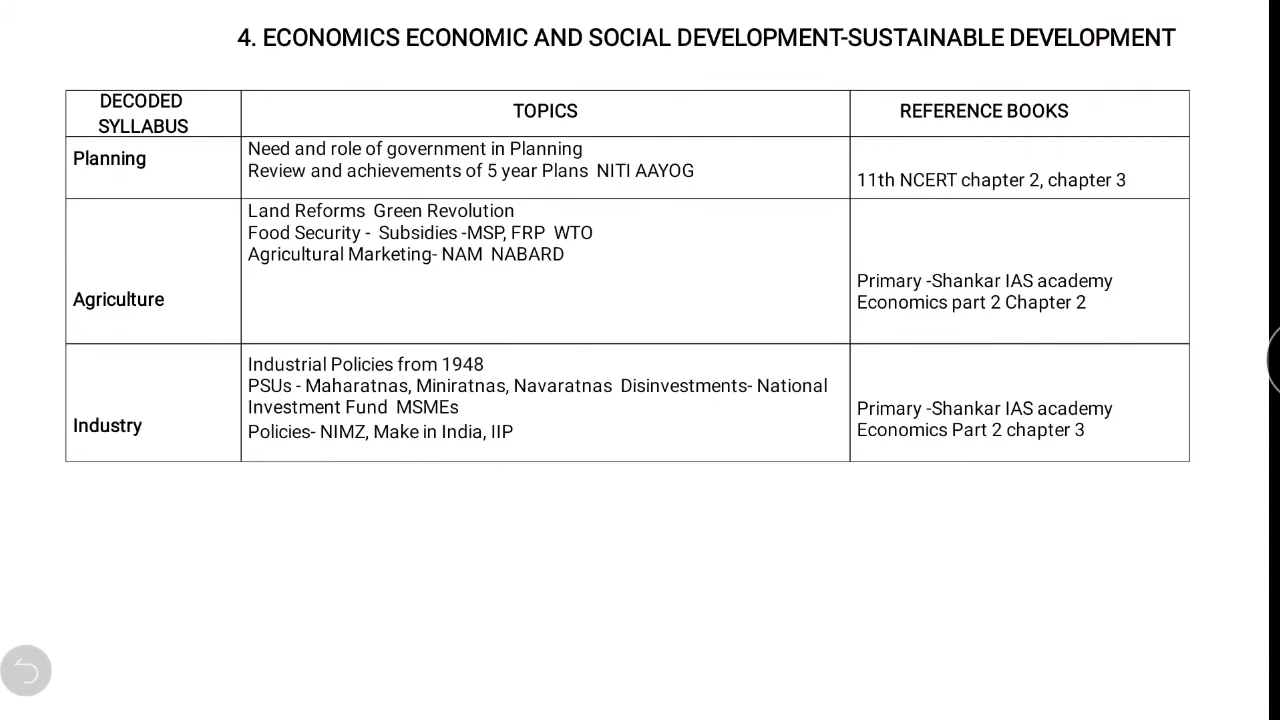 4. ECONOMICS ECONOMIC AND SOCIAL DEVELOPMENT-SUSTAINABLE DEVELOPMENT
DECODED
SYLLABUS
TOPICS
REFERENCE BOOKS
Planning
Need and role of government in Planning
Review and achievements of 5 year Plans NITI AAYOG
11th NCERT chapter 2, chapter 3
Agriculture
Land Reforms Green Revolution
Food Security - Subsidies -MSP, FRP WTO
Agricultural Marketing- NAM NABARD
Primary -Shankar IAS academy
Economics part 2 Chapter 2
Industry
Industrial Policies from 1948
PSUs - Maharatnas, Miniratnas, Navaratnas Disinvestments- National
Investment Fund MSMEs
Policies- NIMZ, Make in India, IIP
Primary -Shankar IAS academy
Economics Part 2 chapter 3